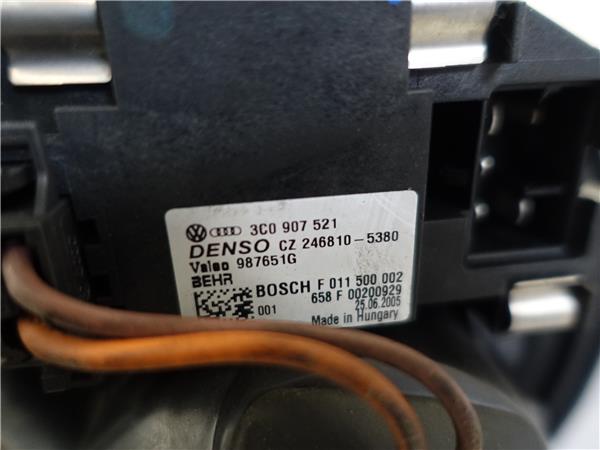 3C0 907 521
DENSO CZ 246810-5380
Valeo 987651G
BEHR
BOSCH F 011 500 002
001 658 F 00200929
25.06.2005
Made in Hungary